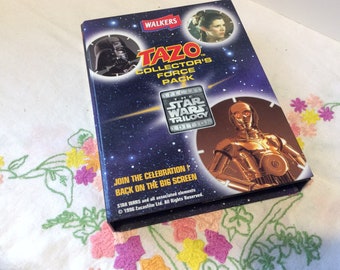 WALKERS
TAZO
COLLECTOR'S
FORCE
PACK
STAR
WARS
TRILOGY
JOIN THE CELEBRATION!
BACK ON THE BIG SCREEN
STAR WARS and all associated elements
© 1996 Lucasfilm Ltd. All Rights Reserved.